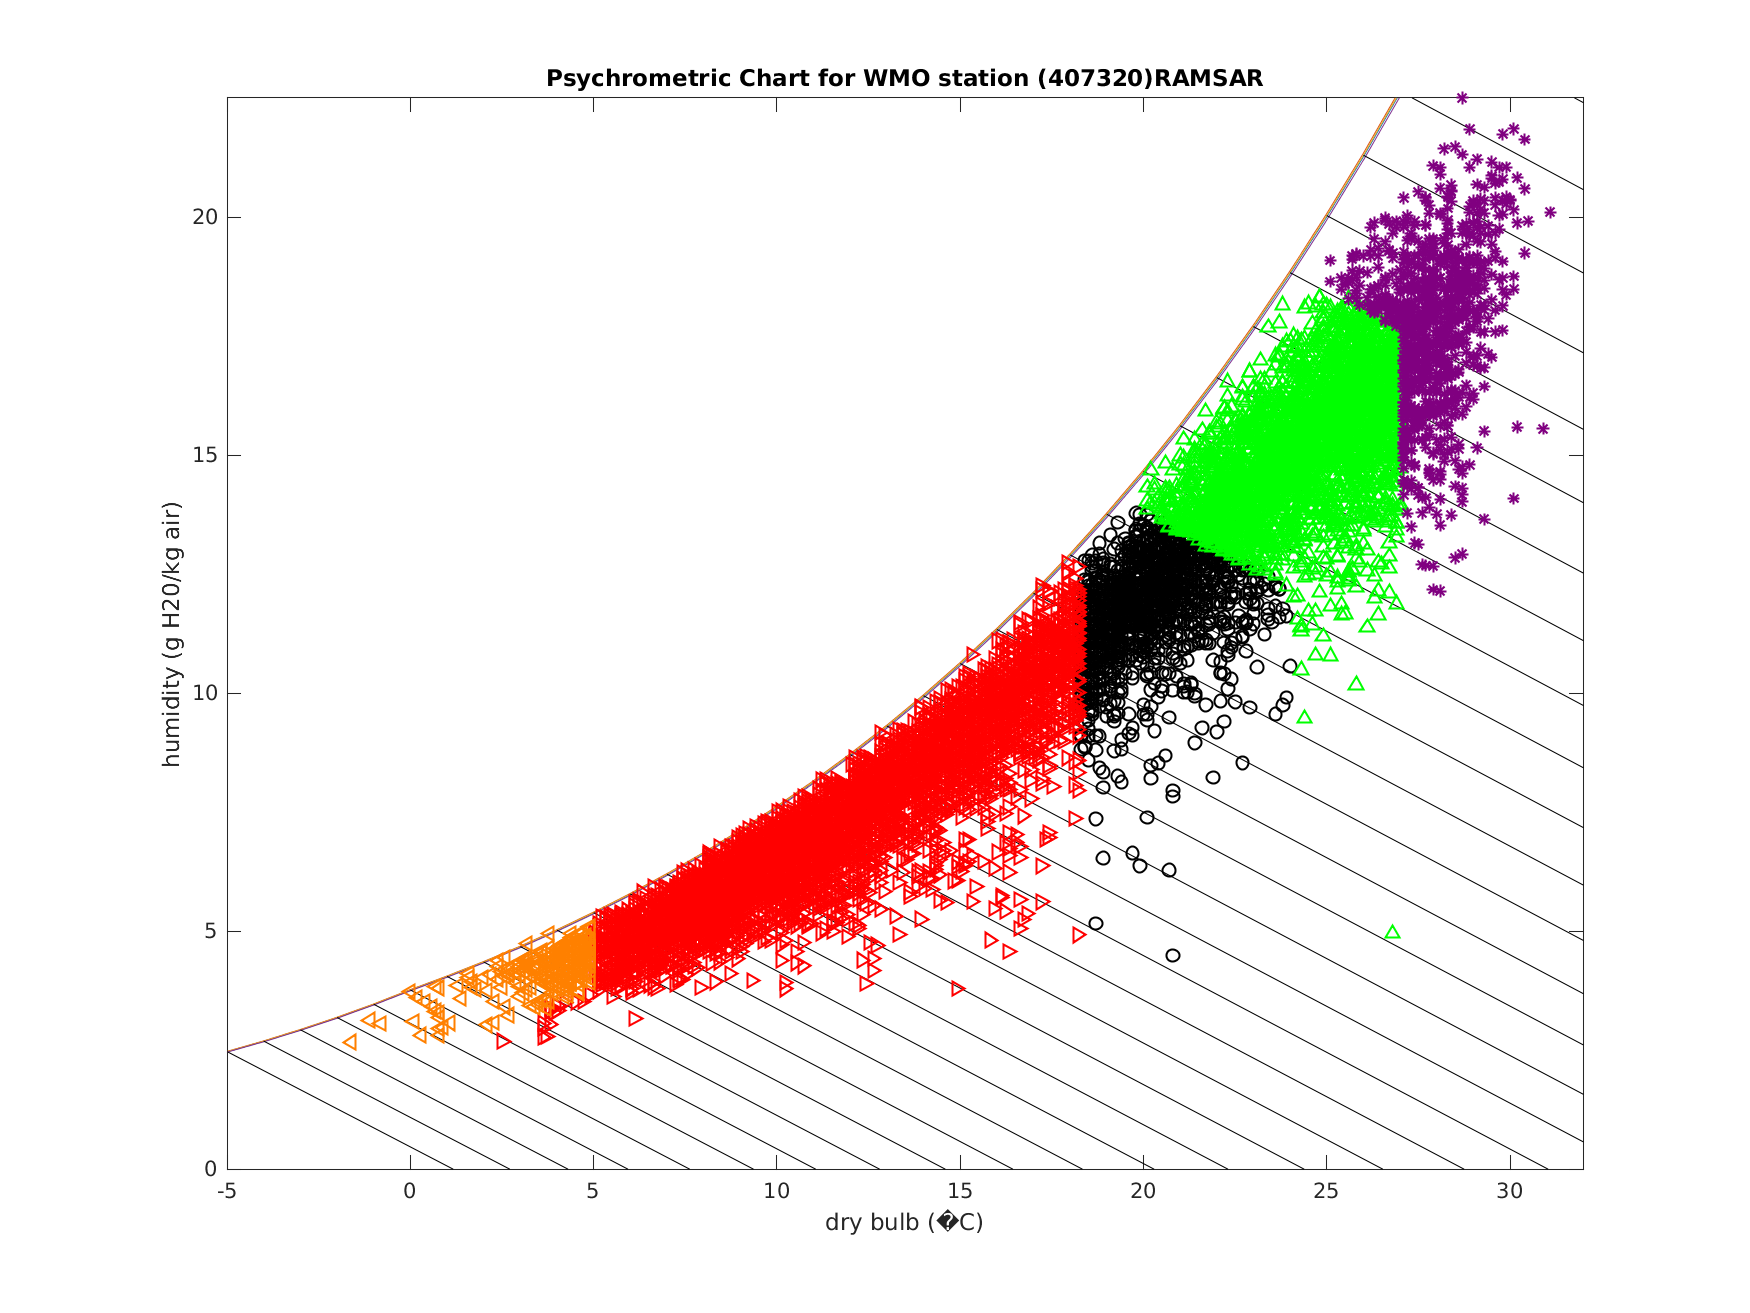 Psychrometric Chart for WMO station (407320)RAMSAR
20
15
10
5
0
humidity (g H20/kg air)
-5 0 5 10 15 20 25 30
dry bulb (�C)